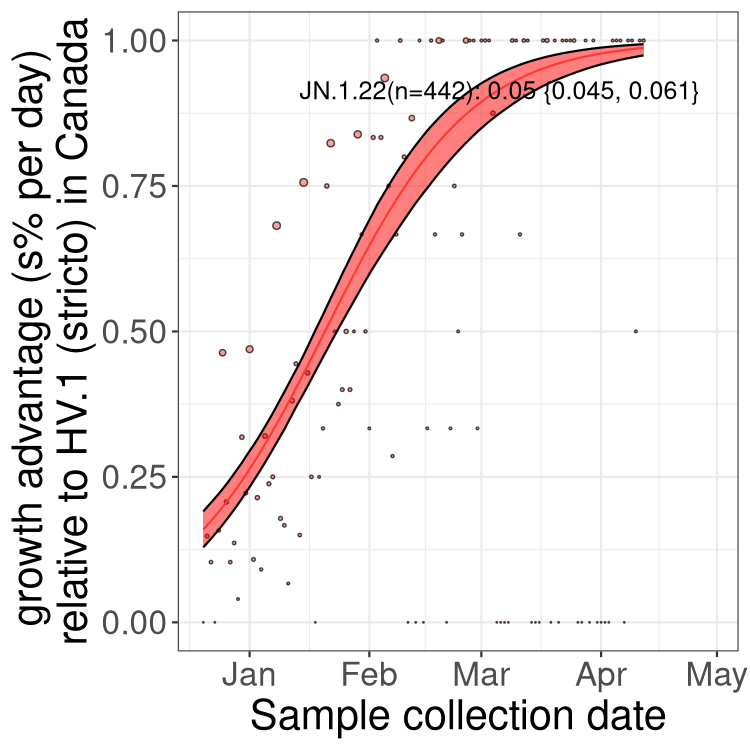 growth advantage (s% per day)
relative to HV.1 (stricto) in Canada
1.00
0.75
0.50
0.25
0.00
JN.1.22(n=442): 0.05 {0.045, 0.061}
Jan Feb Mar Apr May
Sample collection date